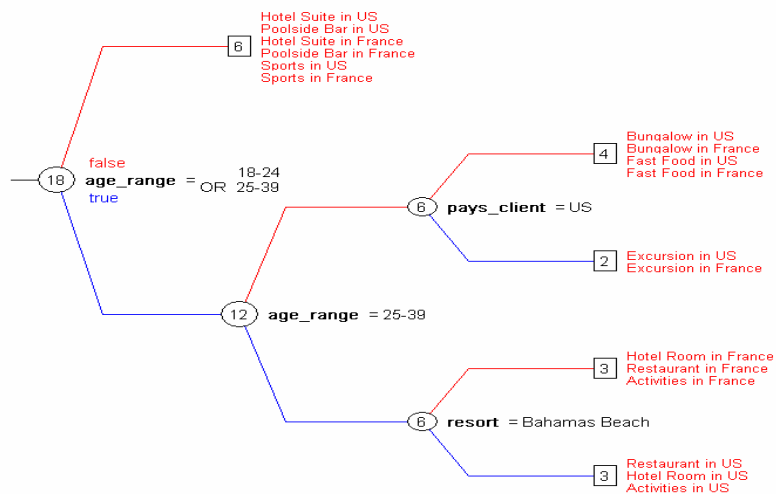 Hotel Suite in US
Poolside Bar in US
6
Hotel Suite in France
Poolside Bar in France
Sports in US
Sports in France
false
18
age_range = 18-24
OR 25-39
true
Bungalow in US
4
Bungalow in France
Fast Food in US
Fast Food in France
6
pays_client = US
2
Excursion in US
Excursion in France
12
age_range = 25-39
3
Hotel Room in France
Restaurant in France
Activities in France
6
resort = Bahamas Beach
3
Restaurant in US
Hotel Room in US
Activities in US